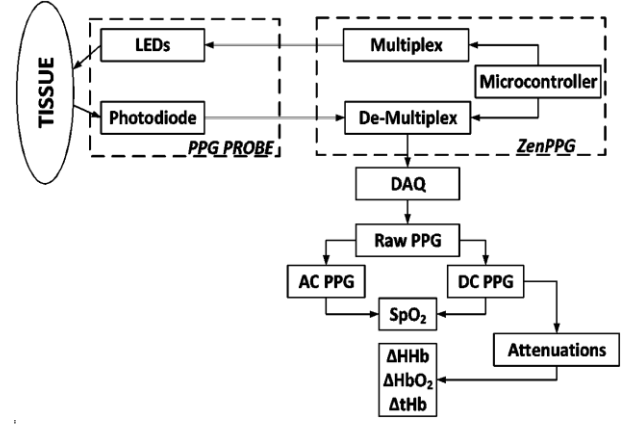 TISSUE
LEDs
Multiplex
Microcontroller
Photodiode
De-Multiplex
PPG PROBE
ZenPPG
DAQ
Raw PPG
AC PPG
DC PPG
SpO₂
Attenuations
ΔHHb
ΔHbO₂
ΔtHb